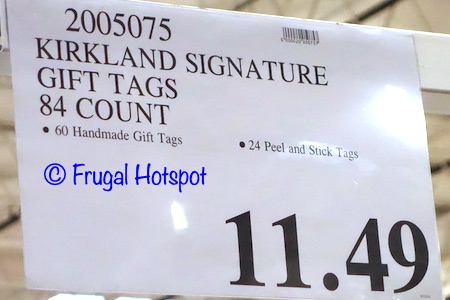 2005075
KIRKLAND SIGNATURE
GIFT TAGS
84 COUNT
• 60 Handmade Gift Tags • 24 Peel and Stick Tags
© Frugal Hotspot
11.49